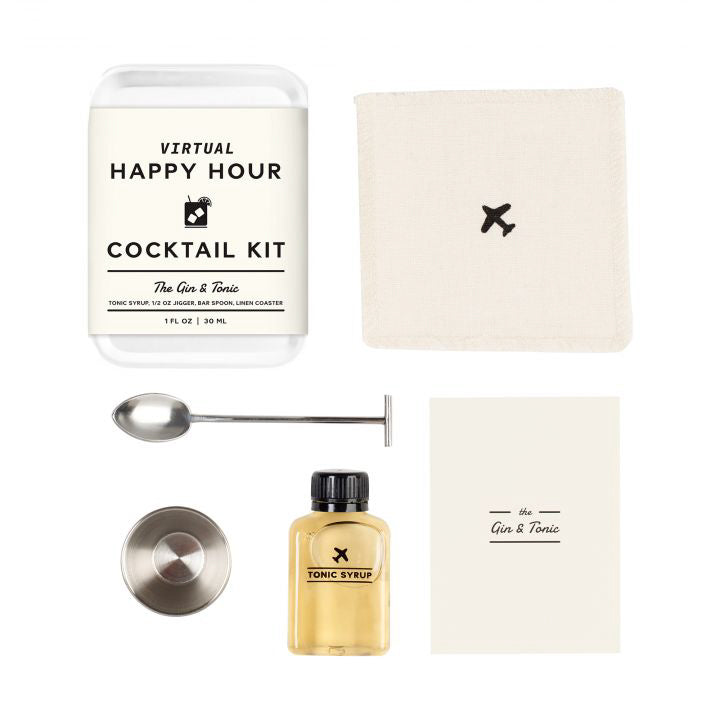 VIRTUAL
HAPPY HOUR
COCKTAIL KIT
The Gin & Tonic
TONIC SYRUP, 1/2 OZ JIGGER, BAR SPOON, LINEN COASTER
1 FL OZ | 30 ML
TONIC SYRUP
the
Gin & Tonic